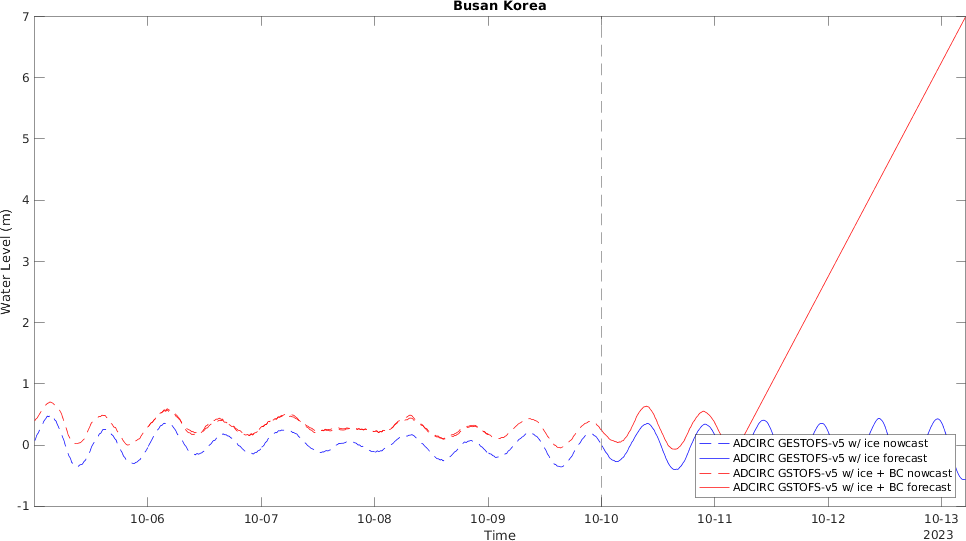 Busan Korea
7
6
5
4
3
2
1
0
-1
Water Level (m)
ADCIRC GESTOFS-v5 w/ ice nowcast
ADCIRC GESTOFS-v5 w/ ice forecast
ADCIRC GSTOFS-v5 w/ ice + BC nowcast
ADCIRC GSTOFS-v5 w/ ice + BC forecast
10-06 10-07 10-08 10-09 10-10 10-11 10-12 10-13
Time 2023